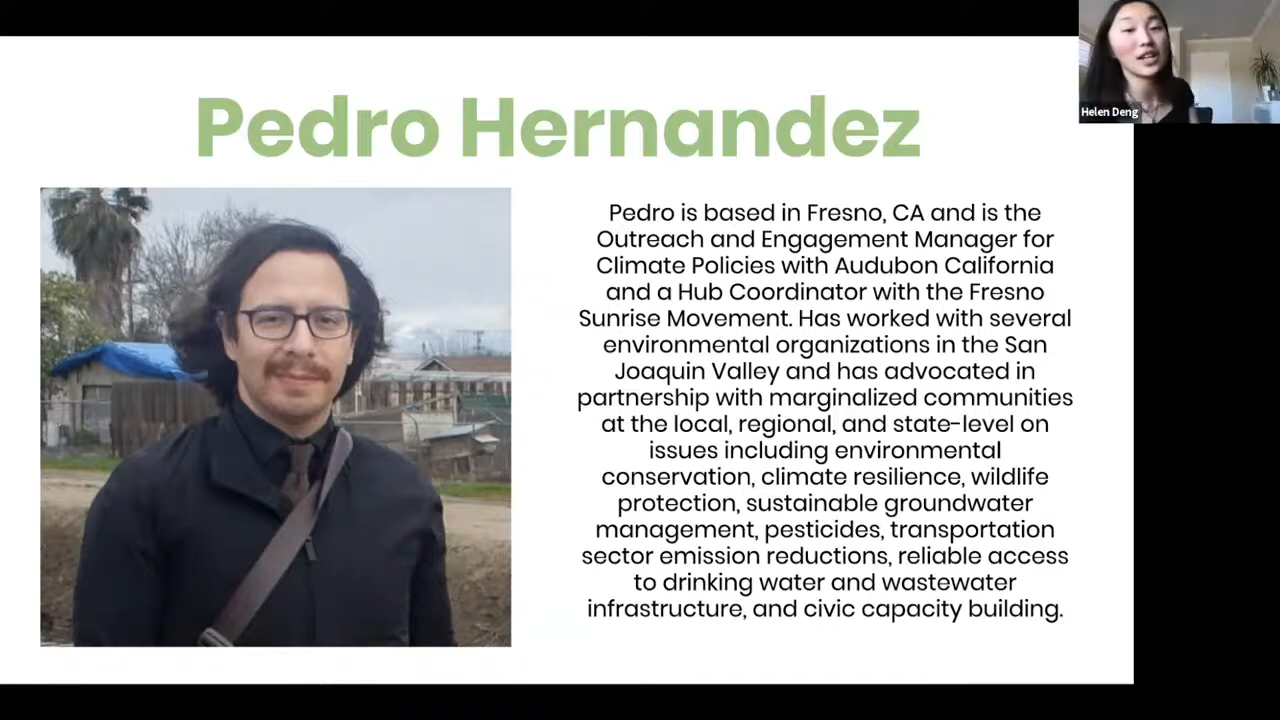 Pedro Hernandez
Helen Deng
Pedro is based in Fresno, CA and is the
Outreach and Engagement Manager for
Climate Policies with Audubon California
and a Hub Coordinator with the Fresno
Sunrise Movement. Has worked with several
environmental organizations in the San
Joaquin Valley and has advocated in
partnership with marginalized communities
at the local, regional, and state-level on
issues including environmental
conservation, climate resilience, wildlife
protection, sustainable groundwater
management, pesticides, transportation
sector emission reductions, reliable access
to drinking water and wastewater
infrastructure, and civic capacity building.